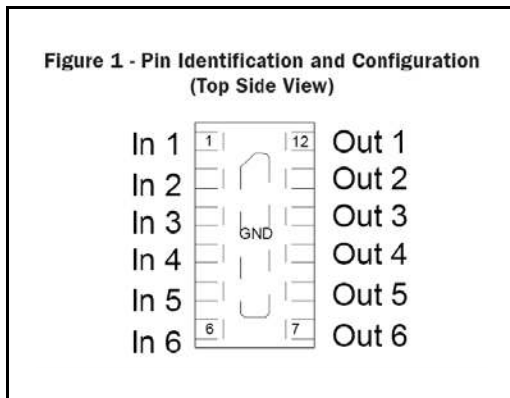 Figure 1 - Pin Identification and Configuration
(Top Side View)
In 1 1 12 Out 1
In 2 Out 2
In 3 Out 3
GND
In 4 Out 4
In 5 Out 5
In 6 6 7 Out 6